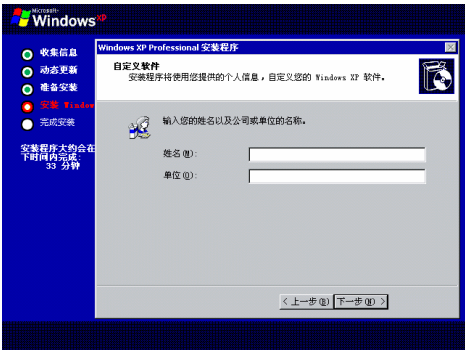 Microsoft
Windows xp
收集信息
动态更新
准备安装
安装 Window
完成安装
安装程序大约会在
下时间内完成:
33 分钟
Windows XP Professional 安装程序
自定义软件
安装程序将使用您提供的个人信息，自定义您的 Windows XP 软件。
输入您的姓名以及公司或单位的名称。
姓名(M):
单位(O):
< 上一步(B)
下一步(N) >